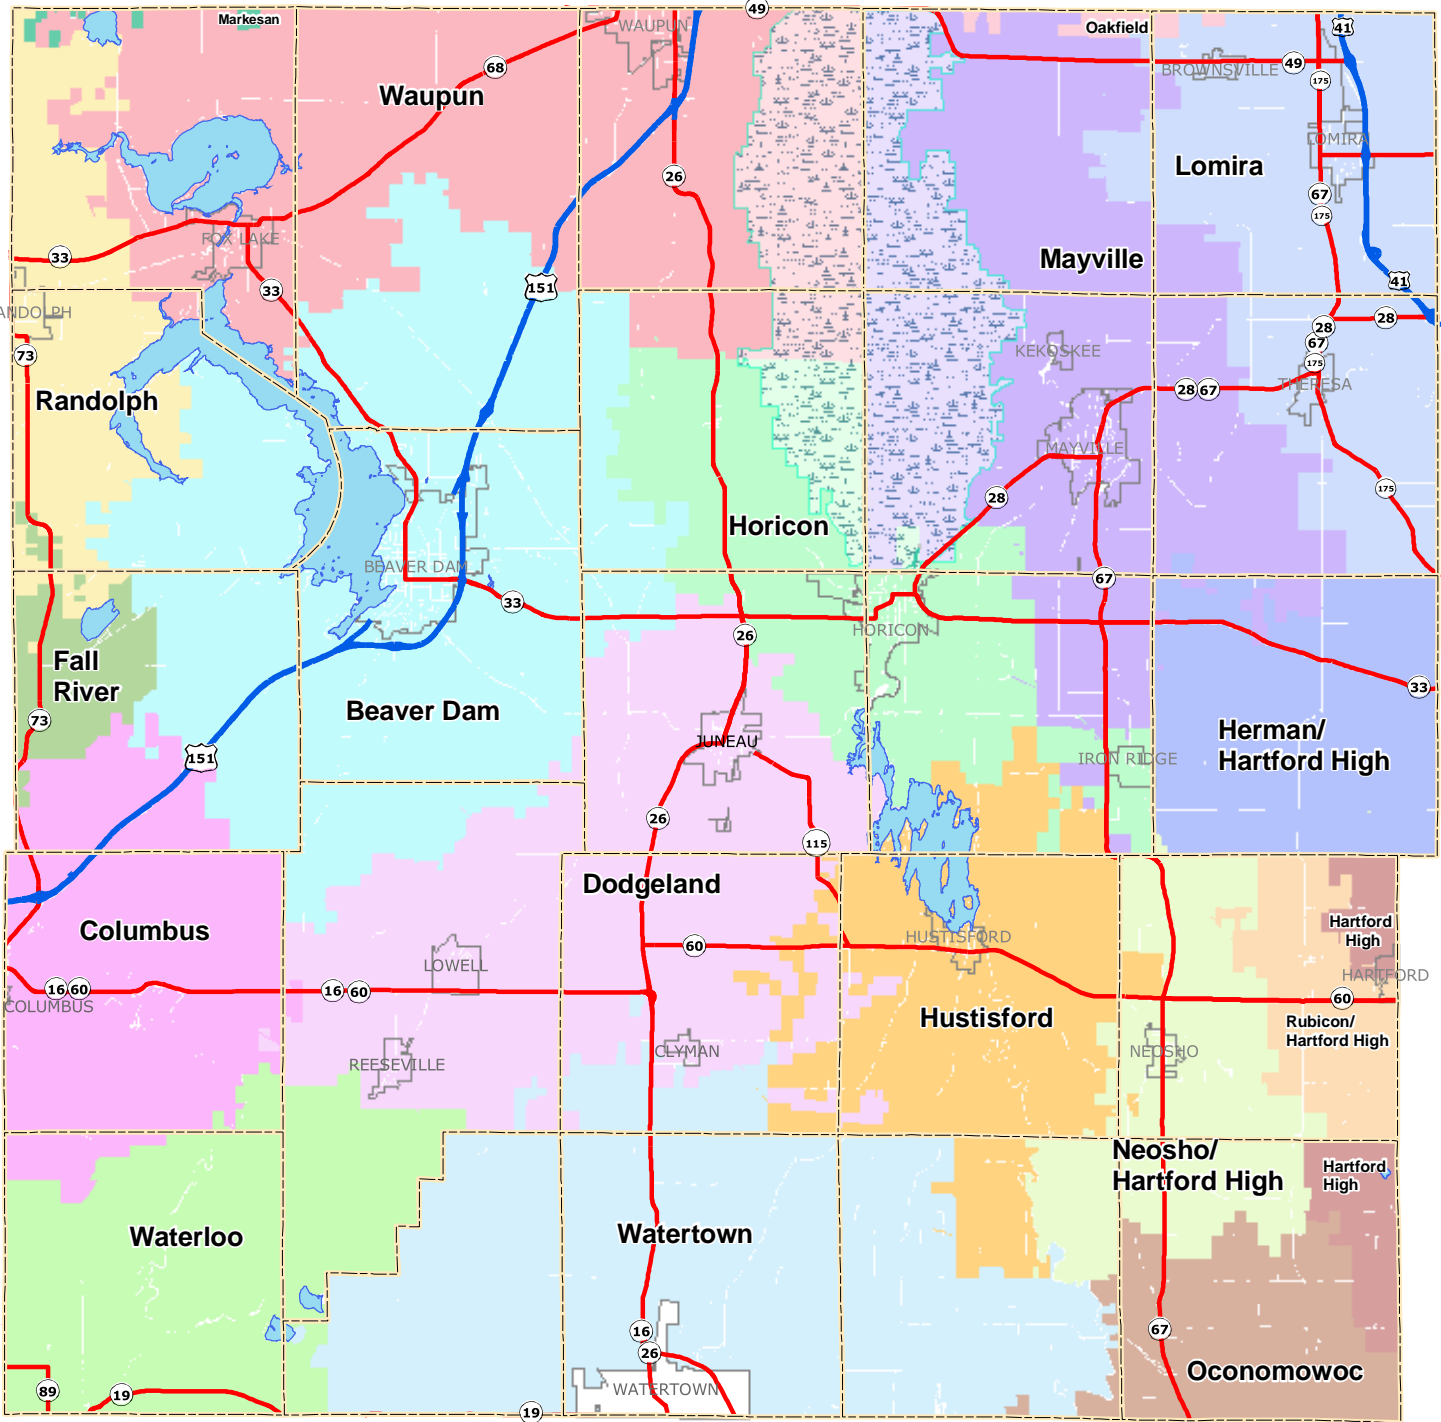 49
Markesan
WAUPUN
Oakfield
41
68
49
BROWNSVILLE
175
Waupun
LOMIRA
Lomira
26
67
175
FOX LAKE
33
Mayville
33
151
41
ANDOLPH
28
28
67
73
KEKOSKEE
175
28 67
THERESA
Randolph
MAYVILLE
175
28
Horicon
BEAVER DAM
67
33
HORICON
26
Fall
River
33
Beaver Dam
73
JUNEAU
Herman/
Hartford High
151
IRON RIDGE
26
115
Dodgeland
Hartford
High
Columbus
HUSTISFORD
60
LOWELL
HARTFORD
16 60
16 60
60
COLUMBUS
Hustisford
Rubicon/
Hartford High
CLYMAN
NEOSHO
REESEVILLE
Neosho/
Hartford High
Hartford
High
Waterloo
Watertown
16
67
26
Oconomowoc
89
19
WATERTOWN
19